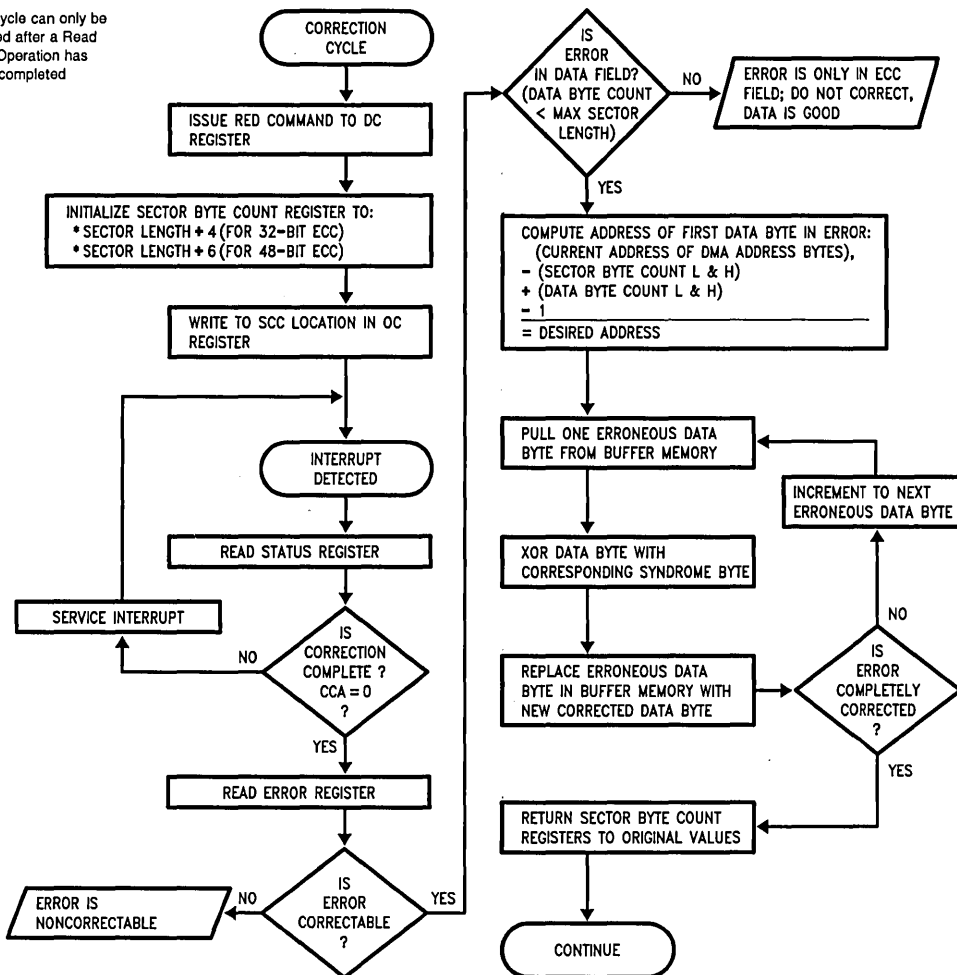 ycle can only be
ed after a Read
Operation has
completed
CORRECTION
CYCLE
ISSUE RED COMMAND TO DC
REGISTER
INITIALIZE SECTOR BYTE COUNT REGISTER TO:
* SECTOR LENGTH + 4 (FOR 32-BIT ECC)
* SECTOR LENGTH + 6 (FOR 48-BIT ECC)
WRITE TO SCC LOCATION IN OC
REGISTER
INTERRUPT
DETECTED
READ STATUS REGISTER
SERVICE INTERRUPT
IS
CORRECTION
COMPLETE ?
CCA = 0
?
NO
YES
READ ERROR REGISTER
IS
ERROR
CORRECTABLE
?
NO
YES
ERROR IS
NONCORRECTABLE
IS
ERROR
IN DATA FIELD?
(DATA BYTE COUNT
< MAX SECTOR
LENGTH)
NO
YES
ERROR IS ONLY IN ECC
FIELD; DO NOT CORRECT,
DATA IS GOOD
COMPUTE ADDRESS OF FIRST DATA BYTE IN ERROR:
(CURRENT ADDRESS OF DMA ADDRESS BYTES),
- (SECTOR BYTE COUNT L & H)
+ (DATA BYTE COUNT L & H)
- 1
= DESIRED ADDRESS
PULL ONE ERRONEOUS DATA
BYTE FROM BUFFER MEMORY
INCREMENT TO NEXT
ERRONEOUS DATA BYTE
XOR DATA BYTE WITH
CORRESPONDING SYNDROME BYTE
REPLACE ERRONEOUS DATA
BYTE IN BUFFER MEMORY WITH
NEW CORRECTED DATA BYTE
NO
IS
ERROR
COMPLETELY
CORRECTED
?
YES
RETURN SECTOR BYTE COUNT
REGISTERS TO ORIGINAL VALUES
CONTINUE